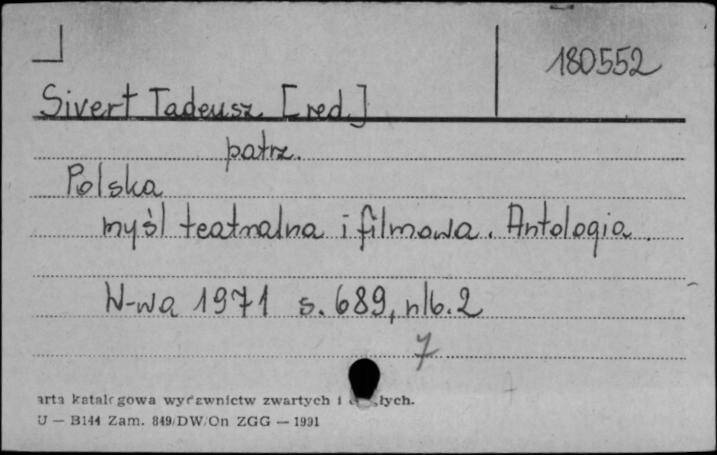 180552
Sivert Tadeusz [red.]
patrz.
Polska
myśl teatralna i filmowa. Antologia.
W-wa 1971 s. 689, nlb. 2
7
arta katalogowa wydawnictw zwartych i
U — B144 Zam. 849/DW/On ZGG — 1991